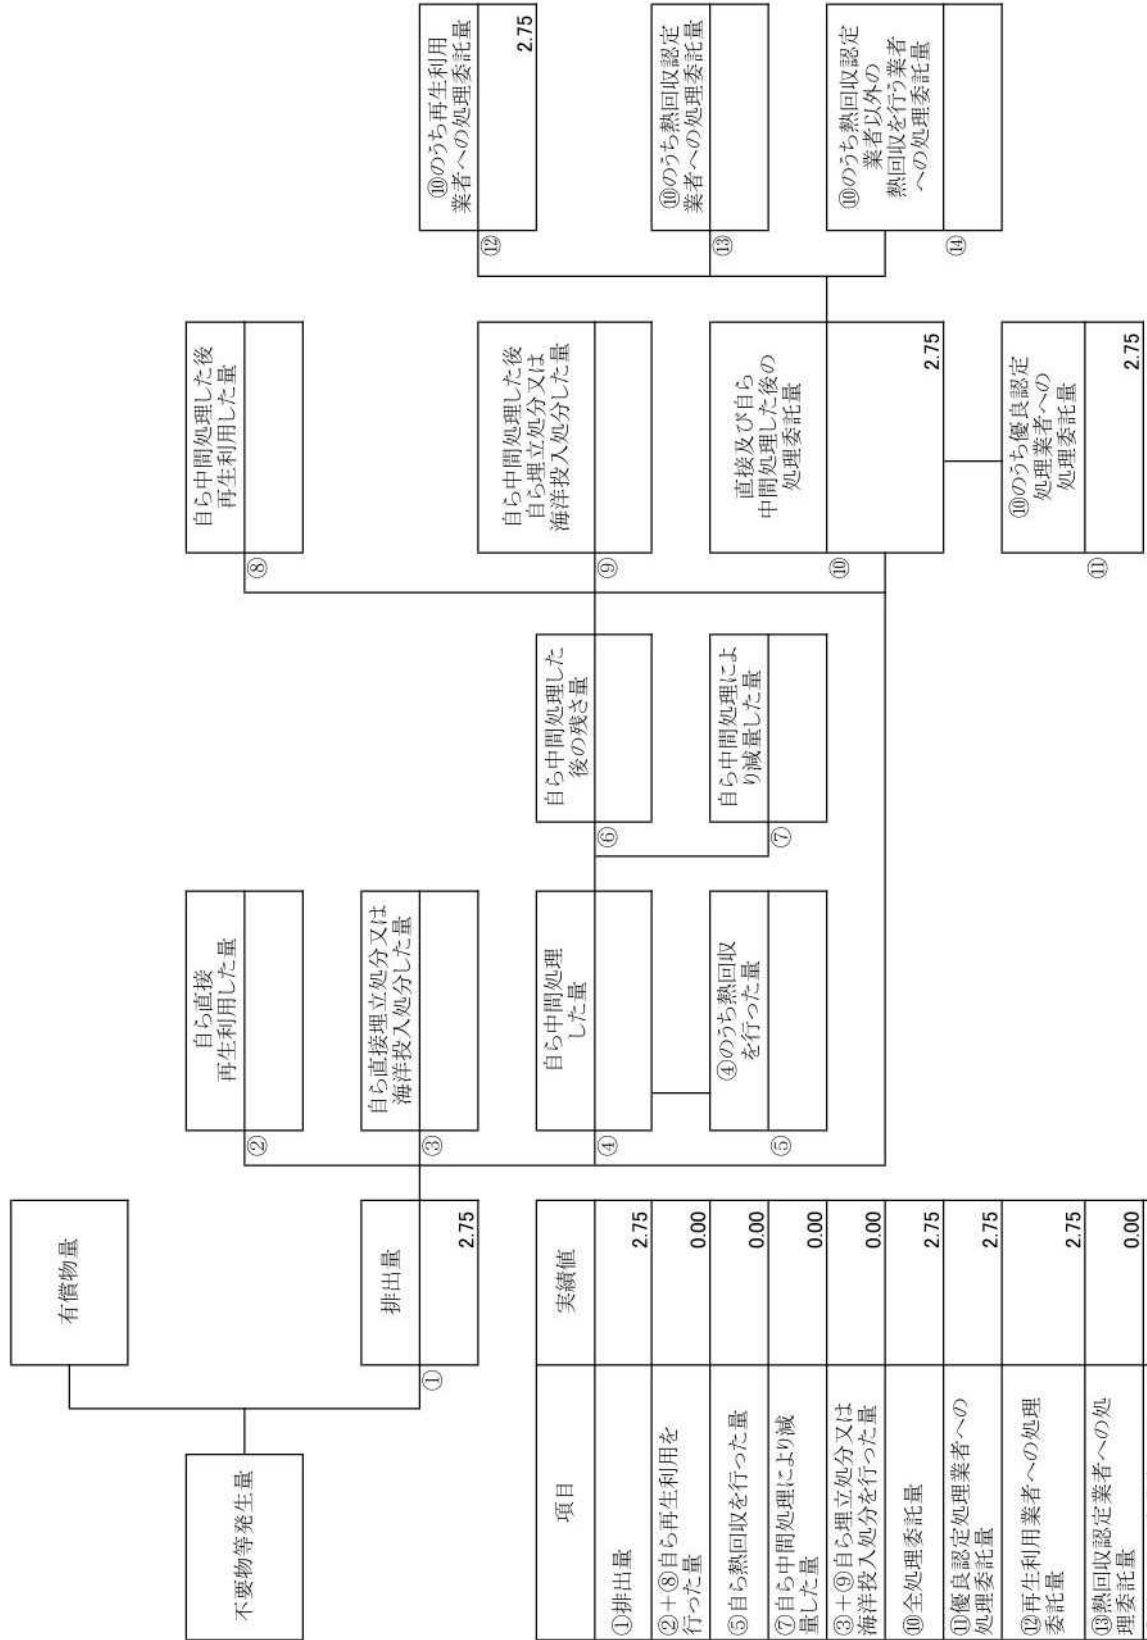 有償物量
不要物等発生量
排出量
①
2.75
自ら直接
再生利用した量
②
自ら直接埋立処分又は
海洋投入処分した量
③
自ら中間処理
した量
④
④のうち熱回収
を行った量
⑤
自ら中間処理した
後の残さ量
⑥
自ら中間処理によ
り減量した量
⑦
自ら中間処理した後
再生利用した量
⑧
自ら中間処理した後
自ら埋立処分又は
海洋投入処分した量
⑨
直接及び自ら
中間処理した後の
処理委託量
⑩
2.75
⑩のうち優良認定
処理業者への
処理委託量
⑪
2.75
⑩のうち再生利用
業者への処理委託量
⑫
2.75
⑩のうち熱回収認定
業者への処理委託量
⑬
⑩のうち熱回収認定
業者以外の
熱回収を行う業者
への処理委託量
⑭
項目
実績値
①排出量
2.75
②+⑧自ら再生利用を
行った量
0.00
⑤自ら熱回収を行った量
0.00
⑦自ら中間処理により減
量した量
0.00
③+⑨自ら埋立処分又は
海洋投入処分を行った量
0.00
⑩全処理委託量
2.75
⑪優良認定処理業者への
処理委託量
2.75
⑫再生利用業者への処理
委託量
2.75
⑬熱回収認定業者への処
理委託量
0.00